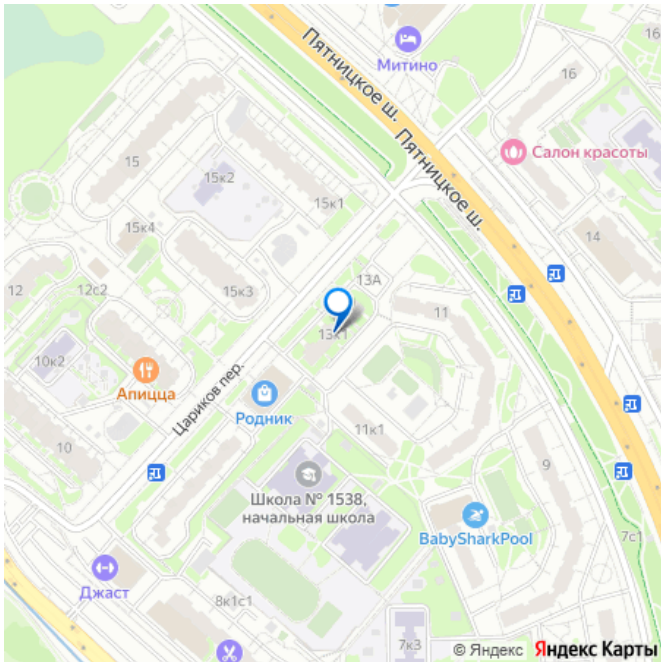 Пятницкое ш.
Пятницкое ш.
Митино
16
16
Салон красоты
15
15к2
15к1
15к4
14
13А
12
12с2
15к3
11
13к1
10к2
Апицца
Цариков пер.
Родник
11к1
10
9
Школа № 1538,
начальная школа
BabySharkPool
7с1
Джаст
8к1с1
7к3
© Яндекс Яндекс Карты